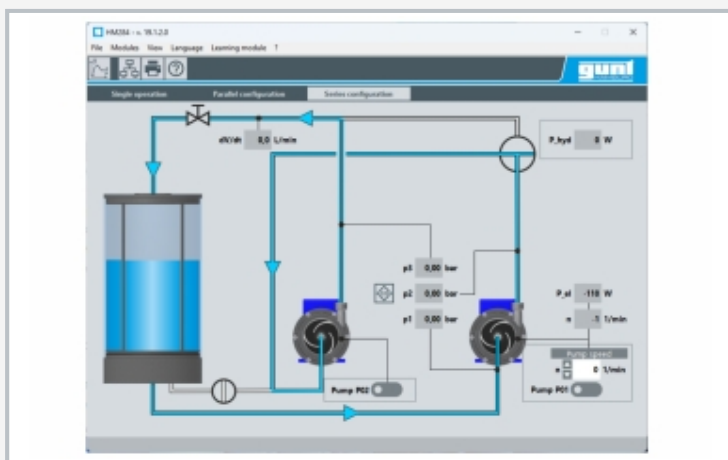 HM284 - v. 19.1.2.0
File Modules View Language Learning module ?
gunt
Single operation Parallel configuration Series configuration
dV/dt 0,0 L/min
P_hyd 0 W
p3 0,00 bar
p2 0,00 bar
P_el -110 W
p1 0,00 bar
n -1 1/min
Pump speed
n 0 1/min
Pump P02
Pump P01